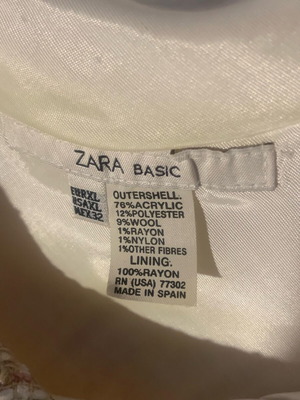 ZARA BASIC
EUR XL
USA XL
MEX 32
OUTERSHELL.
76%ACRYLIC
12%POLYESTER
9%WOOL
1%RAYON
1%NYLON
1%OTHER FIBRES
LINING.
100%RAYON
RN (USA) 77302
MADE IN SPAIN